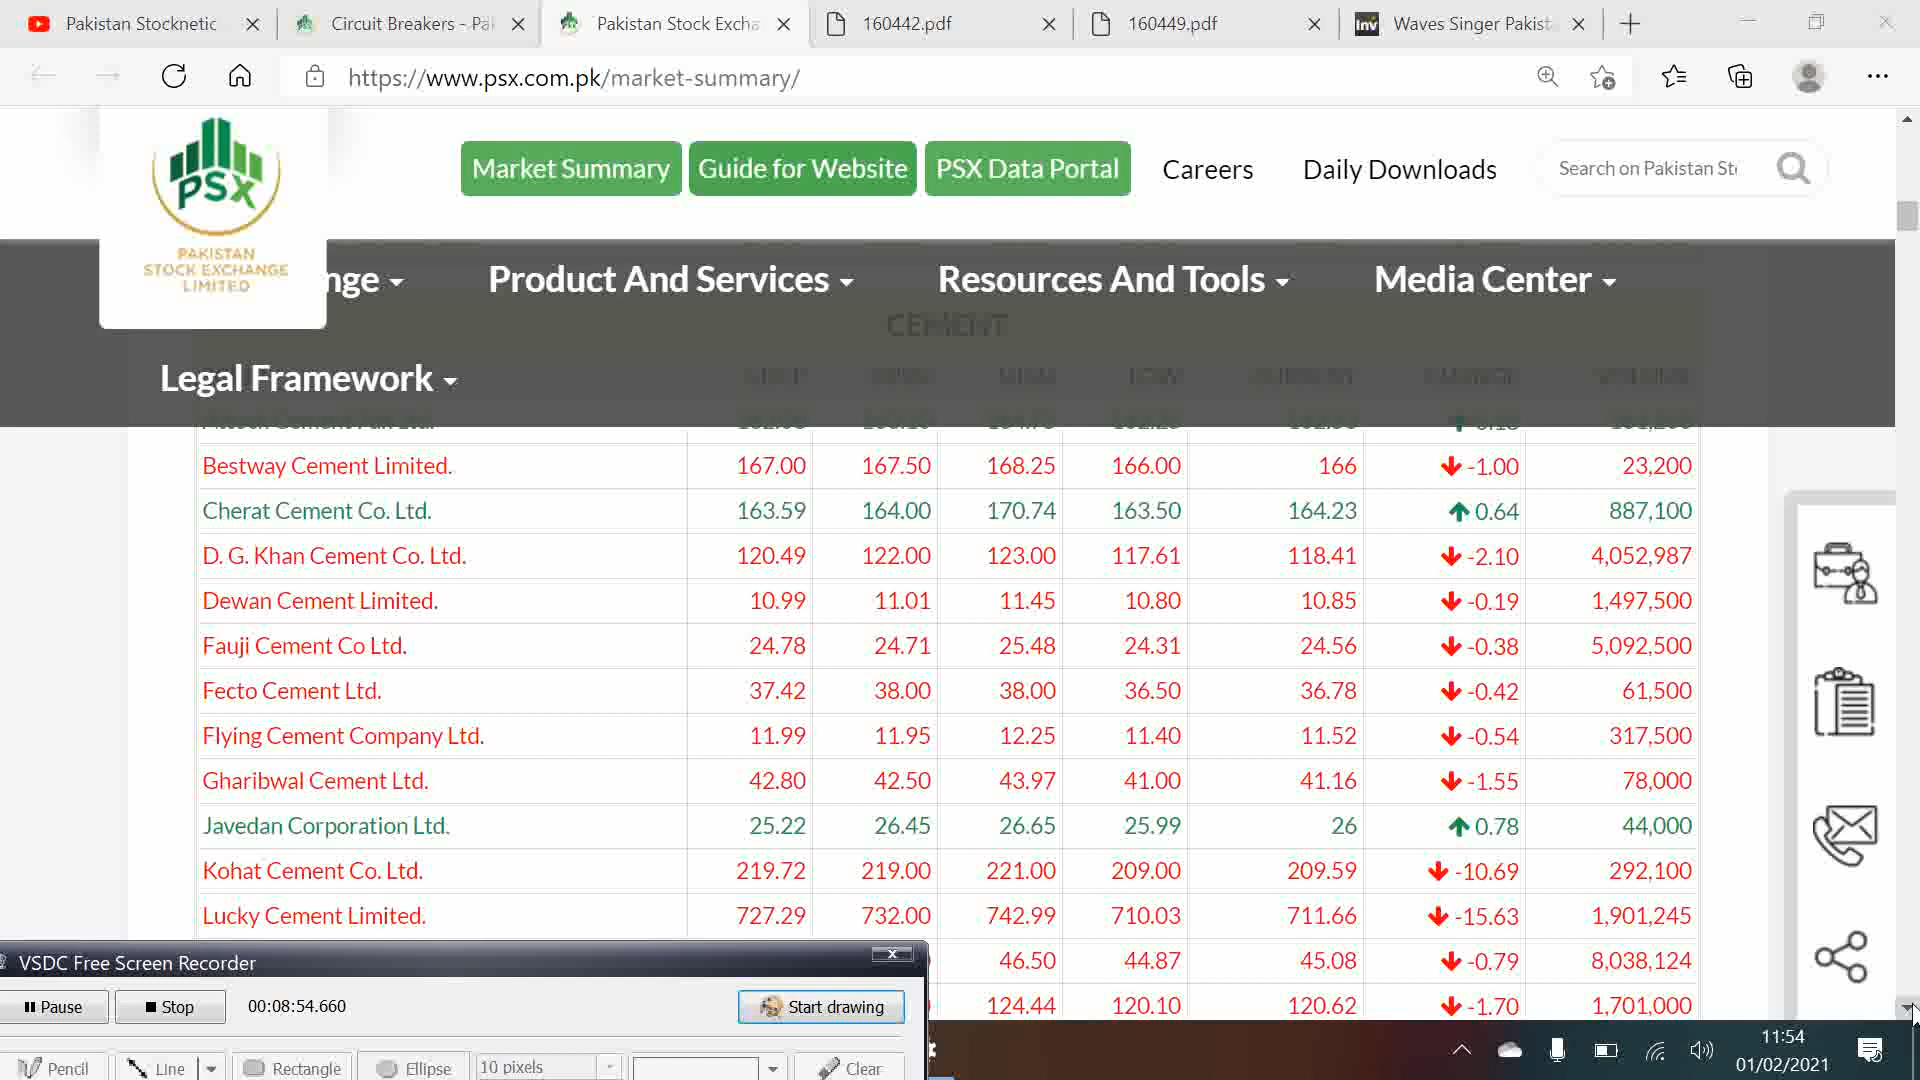 Pakistan Stocknetic
Circuit Breakers - Pa
Pakistan Stock Excha
160442.pdf
160449.pdf
Inv Waves Singer Pakist
https://www.psx.com.pk/market-summary/
PSX
PAKISTAN
STOCK EXCHANGE
LIMITED
Market Summary
Guide for Website
PSX Data Portal
Careers
Daily Downloads
Search on Pakistan St
nge
Product And Services
Resources And Tools
Media Center
CEMENT
Legal Framework
Bestway Cement Limited. 167.00 167.50 168.25 166.00 166 -1.00 23,200
Cherat Cement Co. Ltd. 163.59 164.00 170.74 163.50 164.23 0.64 887,100
D. G. Khan Cement Co. Ltd. 120.49 122.00 123.00 117.61 118.41 -2.10 4,052,987
Dewan Cement Limited. 10.99 11.01 11.45 10.80 10.85 -0.19 1,497,500
Fauji Cement Co Ltd. 24.78 24.71 25.48 24.31 24.56 -0.38 5,092,500
Fecto Cement Ltd. 37.42 38.00 38.00 36.50 36.78 -0.42 61,500
Flying Cement Company Ltd. 11.99 11.95 12.25 11.40 11.52 -0.54 317,500
Gharibwal Cement Ltd. 42.80 42.50 43.97 41.00 41.16 -1.55 78,000
Javedan Corporation Ltd. 25.22 26.45 26.65 25.99 26 0.78 44,000
Kohat Cement Co. Ltd. 219.72 219.00 221.00 209.00 209.59 -10.69 292,100
Lucky Cement Limited. 727.29 732.00 742.99 710.03 711.66 -15.63 1,901,245
46.50 44.87 45.08 -0.79 8,038,124
124.44 120.10 120.62 -1.70 1,701,000
VSDC Free Screen Recorder
Pause
Stop
00:08:54.660
Start drawing
Pencil
Line
Rectangle
Ellipse
10 pixels
Clear
11:54
01/02/2021